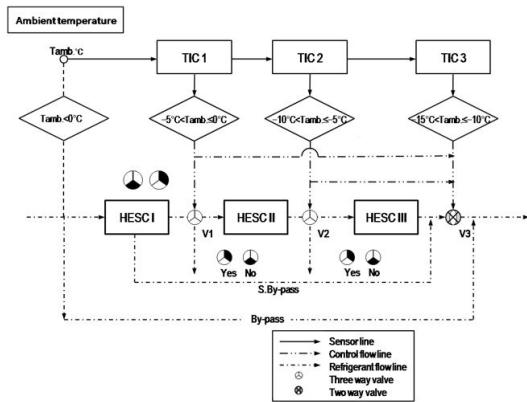 Ambient temperature
Tamb.°C
TIC 1
TIC 2
TIC 3
Tamb.<0°C
–5°C<Tamb.≤0°C
–10°C<Tamb.≤–5°C
–15°C<Tamb.≤–10°C
HESC I
V1
HESC II
V2
HESC III
V3
Yes No
Yes No
S.By-pass
By-pass
Sensor line
Control flow line
Refrigerant flow line
Three way valve
Two way valve